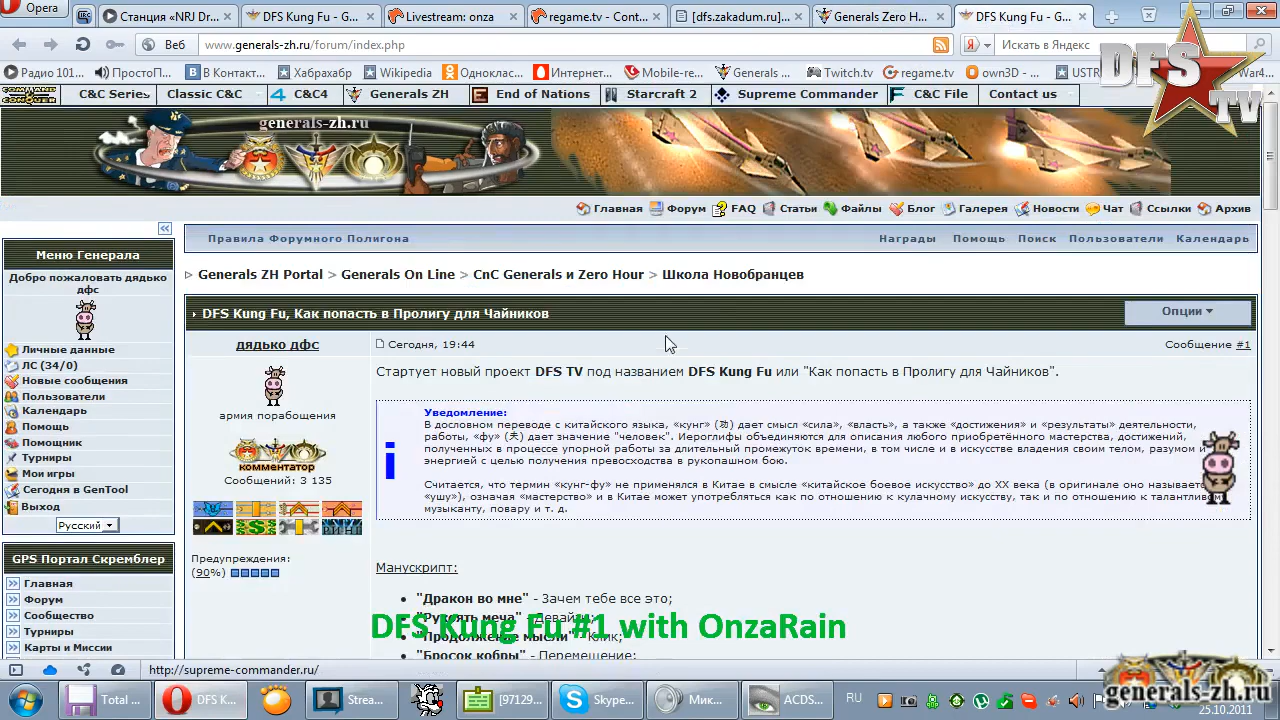 Opera
Станция «NRJ Dr...
DFS Kung Fu - G...
Livestream: onza
regame.tv - Cont...
[dfs.zakadum.ru]...
Generals Zero H...
DFS Kung Fu - G...
Веб
www.generals-zh.ru/forum/index.php
Искать в Яндекс
Радио 101...
ПростоП...
В Контакт...
Хабрахабр
Wikipedia
Однокласс...
Интернет...
Mobile-re...
Generals ...
Twitch.tv
regame.tv
own3D - ...
DFS
TV
COMMAND CONQUER
C&C Series
Classic C&C
C&C4
Generals ZH
End of Nations
Starcraft 2
Supreme Commander
C&C File
Contact us
generals-zh.ru
Главная
Форум
FAQ
Статьи
Файлы
Блог
Галерея
Новости
Чат
Ссылки
Архив
Правила Форумного Полигона
Награды
Помощь
Поиск
Пользователи
Календарь
Меню Генерала
Добро пожаловать дядько
дфс
Личные данные
ЛС (34/0)
Новые сообщения
Пользователи
Календарь
Помощь
Помощник
Турниры
Мои игры
Сегодня в GenTool
Выход
Русский
GPS Портал Скремблер
Главная
Форум
Сообщество
Турниры
Карты и Миссии
Generals ZH Portal > Generals On Line > CnC Generals и Zero Hour > Школа Новобранцев
DFS Kung Fu, Как попасть в Пролигу для Чайников
Опции
дядько дфс
Сегодня, 19:44
Сообщение #1
армия порабощения
комментатор
Сообщений: 3 135
Предупреждения:
(90%)
Стартует новый проект DFS TV под названием DFS Kung Fu или "Как попасть в Пролигу для Чайников".
Уведомление:
В дословном переводе с китайского языка, «кунг» (功) дает смысл «сила», «власть», а также «достижения» и «результаты» деятельности,
работы, «фу» (夫) дает значение "человек". Иероглифы объединяются для описания любого приобретённого мастерства, достижений,
полученных в процессе упорной работы за длительный промежуток времени, в том числе и в искусстве владения своим телом, разумом и
энергией с целью получения превосходства в рукопашном бою.
Считается, что термин «кунг-фу» не применялся в Китае в смысле «китайское боевое искусство» до XX века (в оригинале оно называет
«ушу»), означая «мастерство» и в Китае может употребляться как по отношению к кулачному искусству, так и по отношению к талантливому
музыканту, повару и т. д.
Манускрипт:
"Дракон во мне" - Зачем тебе все это;
"Рукоять меча" - Девайс;
"Продолжение мысли" - Клик;
"Бросок кобры" - Перемещение;
DFS Kung Fu #1 with OnzaRain
http://supreme-commander.ru/
Total ...
DFS K...
Strea...
[97129...
Skype...
Мик...
ACDS...
RU
generals-zh.ru
25.10.2011